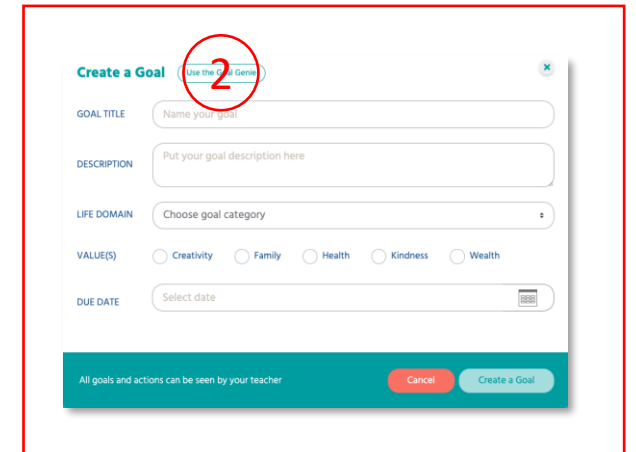 Create a Goal Use the Goal Genie
2
GOAL TITLE Name your goal
DESCRIPTION Put your goal description here
LIFE DOMAIN Choose goal category
VALUE(S) Creativity Family Health Kindness Wealth
DUE DATE Select date
All goals and actions can be seen by your teacher Cancel Create a Goal